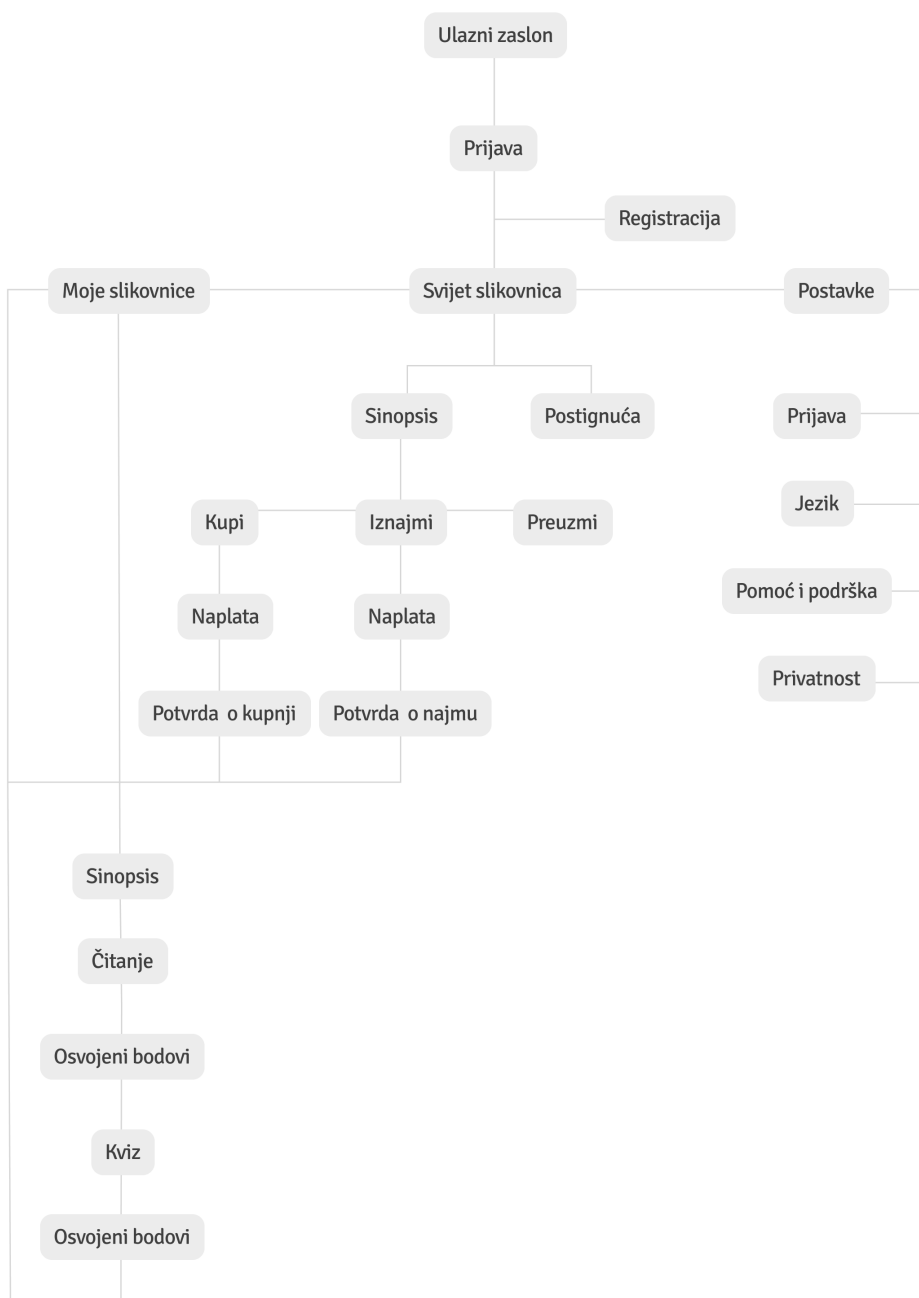 Ulazni zaslon
Prijava
Registracija
Moje slikovnice
Svijet slikovnica
Postavke
Sinopsis
Postignuća
Prijava
Kupi
Iznajmi
Preuzmi
Jezik
Naplata
Naplata
Pomoć i podrška
Privatnost
Potvrda  o kupnji
Potvrda  o najmu
Sinopsis
Čitanje
Osvojeni bodovi
Kviz
Osvojeni bodovi